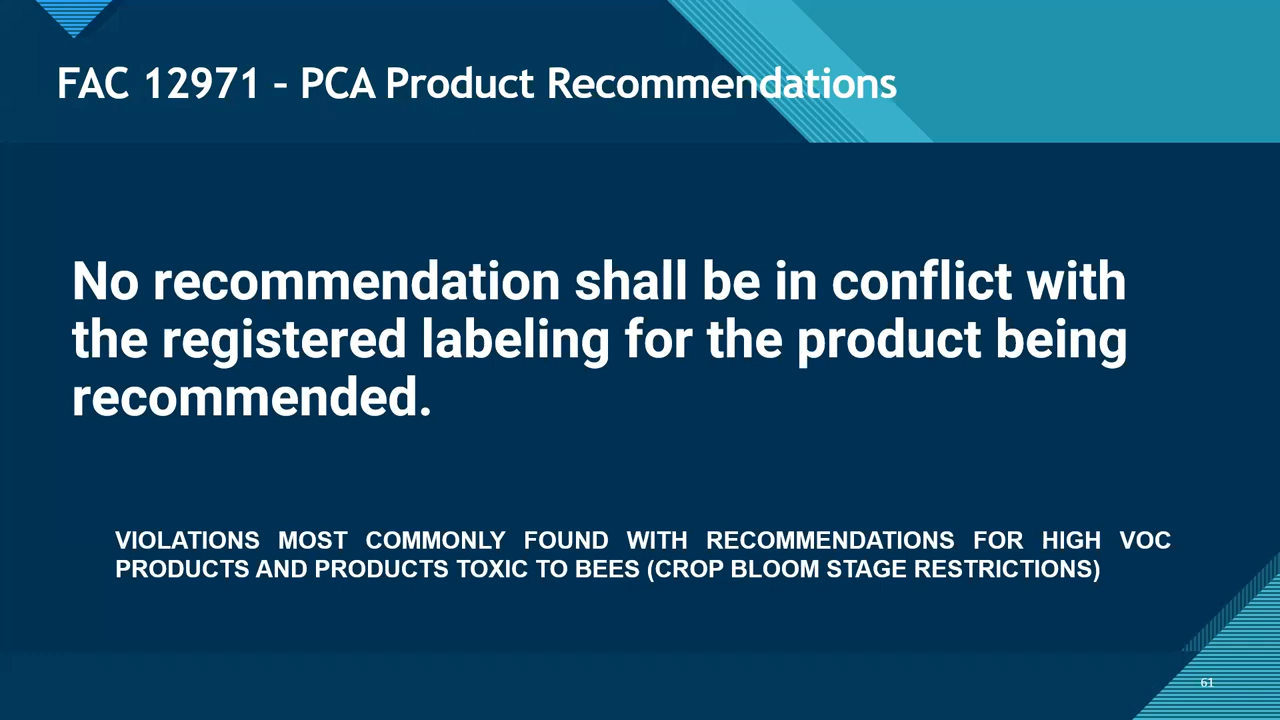 FAC 12971 – PCA Product Recommendations
No recommendation shall be in conflict with
the registered labeling for the product being
recommended.
VIOLATIONS MOST COMMONLY FOUND WITH RECOMMENDATIONS FOR HIGH VOC
PRODUCTS AND PRODUCTS TOXIC TO BEES (CROP BLOOM STAGE RESTRICTIONS)
61